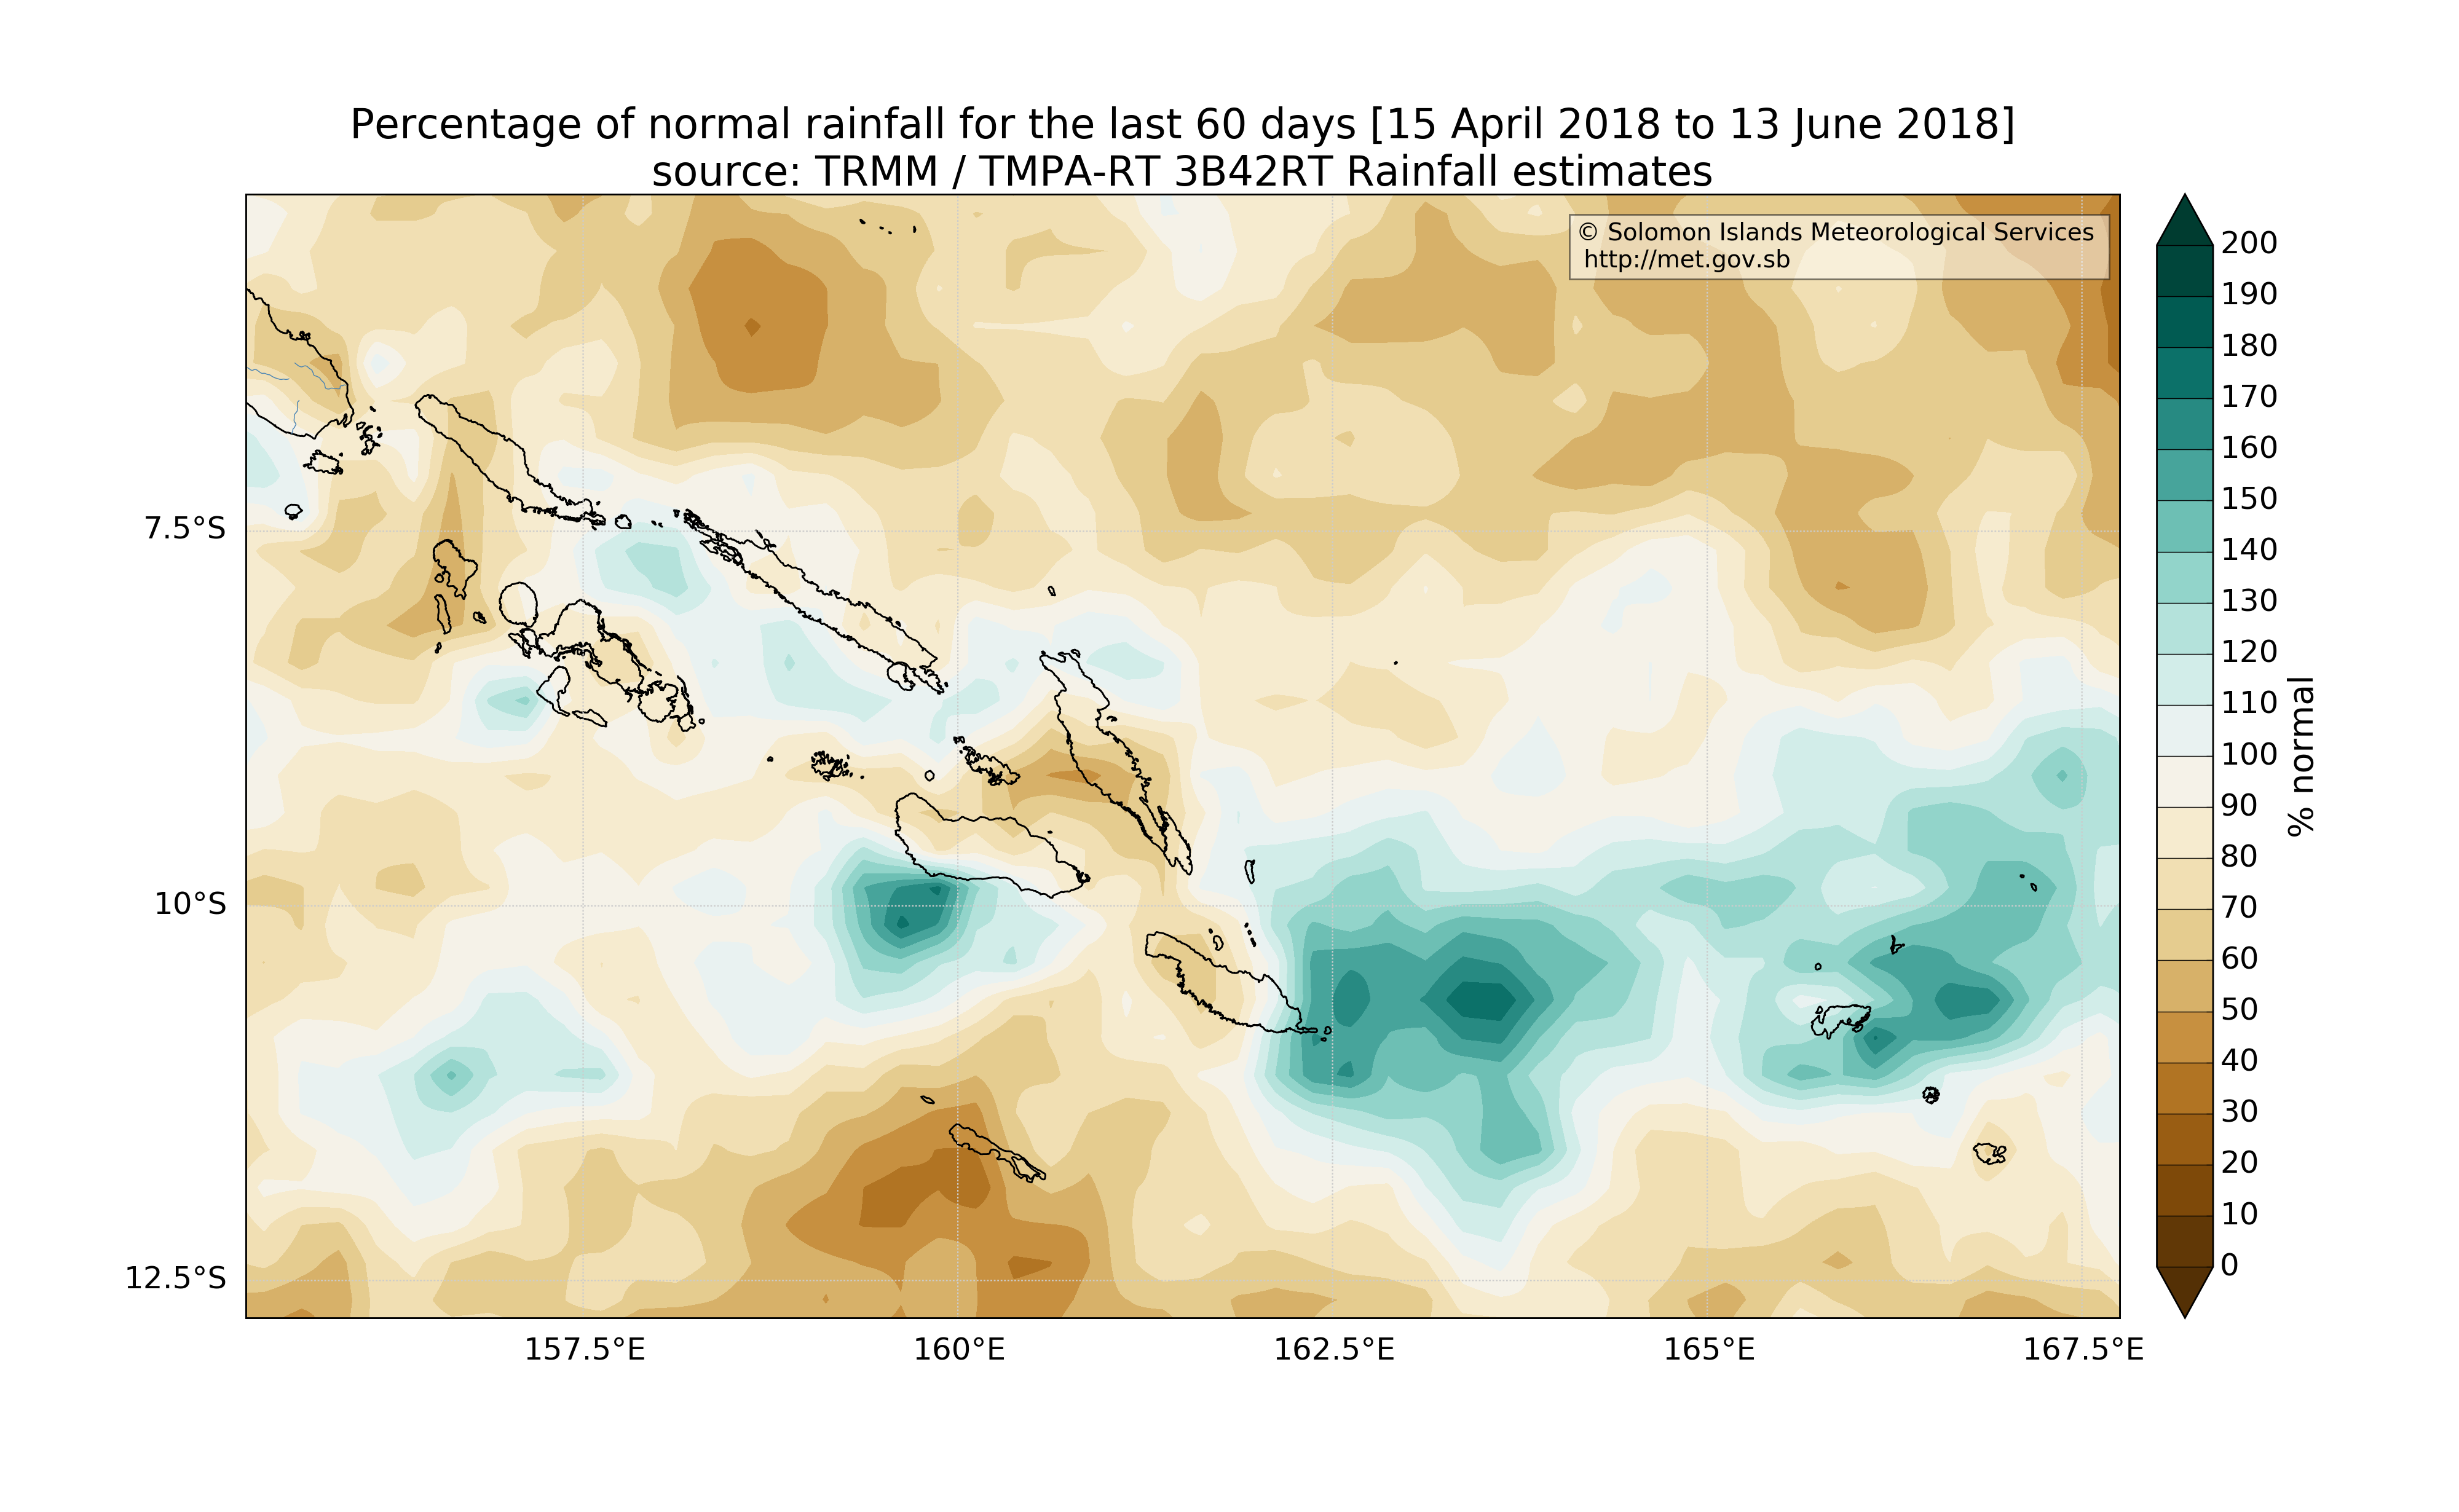 Percentage of normal rainfall for the last 60 days [15 April 2018 to 13 June 2018]
source: TRMM / TMPA-RT 3B42RT Rainfall estimates
© Solomon Islands Meteorological Services
http://met.gov.sb
7.5°S
10°S
12.5°S
157.5°E
160°E
162.5°E
165°E
167.5°E
200
190
180
170
160
150
140
130
120
110
100
90
80
70
60
50
40
30
20
10
0
% normal